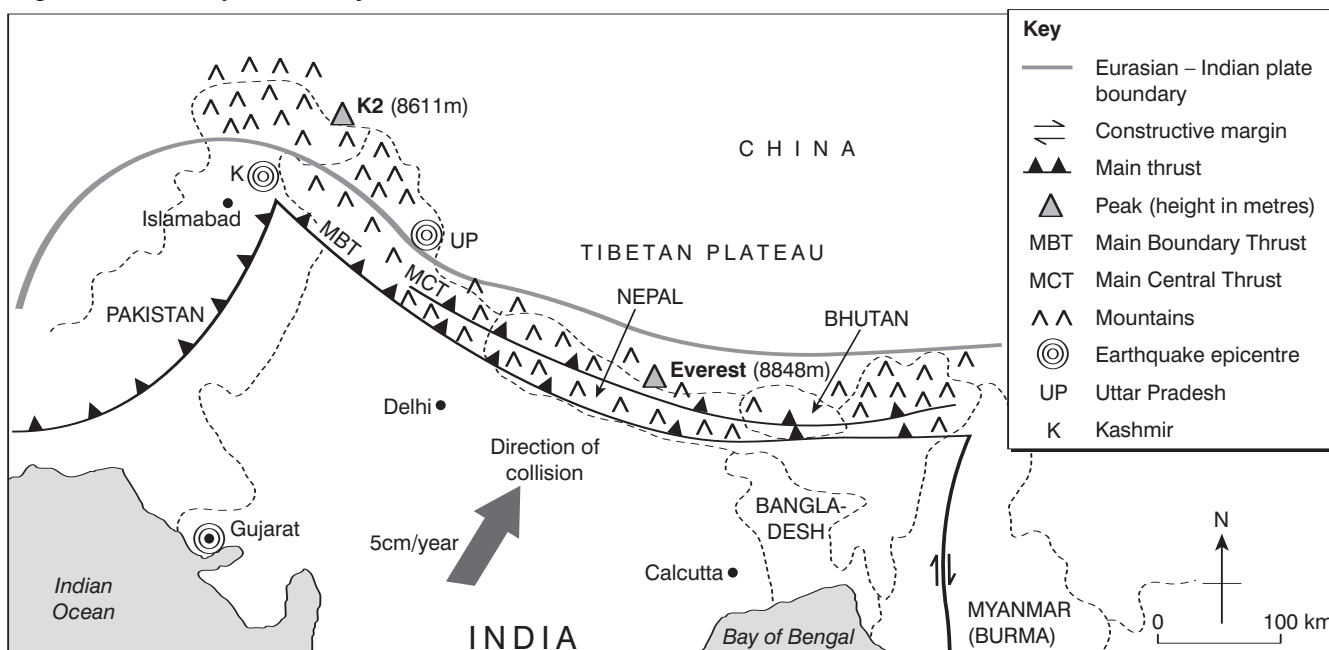 K2 (8611m)
CHINA
K
Islamabad
UP
MBT
TIBETAN PLATEAU
MCT
NEPAL
PAKISTAN
BHUTAN
Everest (8848m)
Delhi
Direction of
collision
BANGLA-
DESH
Gujarat
5cm/year
Calcutta
Indian
Ocean
INDIA
Bay of Bengal
MYANMAR
(BURMA)
N
0 100 km
Key
Eurasian – Indian plate
boundary
Constructive margin
Main thrust
Peak (height in metres)
MBT Main Boundary Thrust
MCT Main Central Thrust
Mountains
Earthquake epicentre
UP Uttar Pradesh
K Kashmir